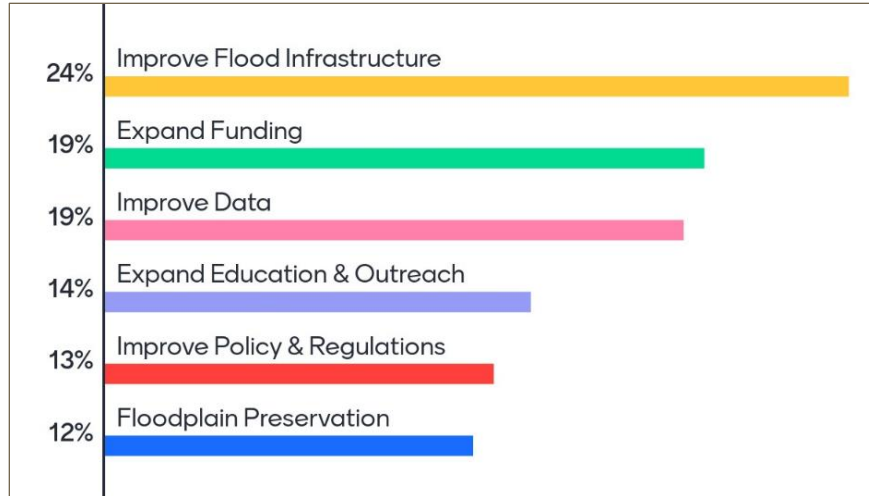 Improve Flood Infrastructure
24%
Expand Funding
19%
Improve Data
19%
Expand Education & Outreach
14%
Improve Policy & Regulations
13%
Floodplain Preservation
12%